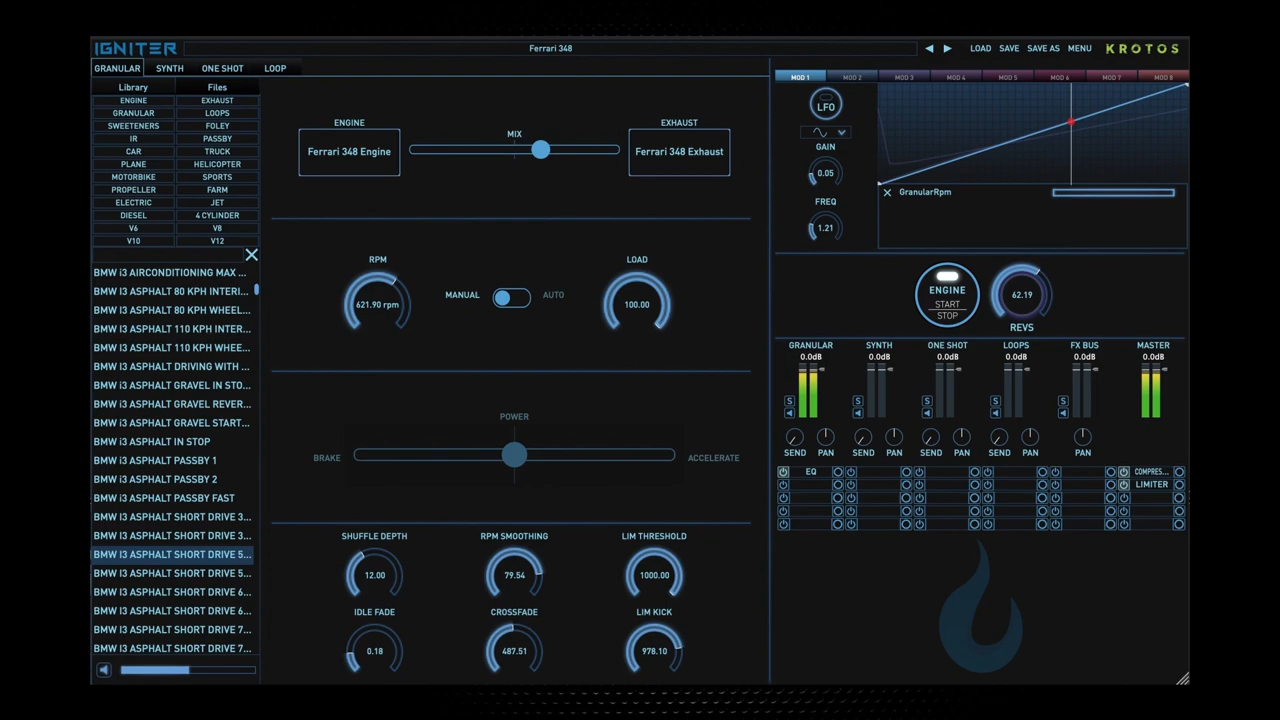 IGNITER
Ferrari 348
LOAD SAVE SAVE AS MENU
KROTOS
GRANULAR SYNTH ONE SHOT LOOP
Library Files
ENGINE EXHAUST
GRANULAR LOOPS
SWEETENERS FOLEY
IR PASSBY
CAR TRUCK
PLANE HELICOPTER
MOTORBIKE SPORTS
PROPELLER FARM
ELECTRIC JET
DIESEL 4 CYLINDER
V6 V8
V10 V12
BMW i3 AIRCONDITIONING MAX ...
BMW i3 ASPHALT 80 KPH INTERI...
BMW i3 ASPHALT 80 KPH WHEEL...
BMW I3 ASPHALT 110 KPH INTER...
BMW I3 ASPHALT 110 KPH WHEE...
BMW I3 ASPHALT DRIVING WITH ...
BMW I3 ASPHALT GRAVEL IN STO...
BMW I3 ASPHALT GRAVEL REVER...
BMW I3 ASPHALT GRAVEL START...
BMW I3 ASPHALT IN STOP
BMW I3 ASPHALT PASSBY 1
BMW I3 ASPHALT PASSBY 2
BMW I3 ASPHALT PASSBY FAST
BMW I3 ASPHALT SHORT DRIVE 3...
BMW I3 ASPHALT SHORT DRIVE 3...
BMW I3 ASPHALT SHORT DRIVE 5...
BMW I3 ASPHALT SHORT DRIVE 5...
BMW I3 ASPHALT SHORT DRIVE 6...
BMW I3 ASPHALT SHORT DRIVE 6...
BMW I3 ASPHALT SHORT DRIVE 7...
BMW I3 ASPHALT SHORT DRIVE 7...
ENGINE
Ferrari 348 Engine
MIX
EXHAUST
Ferrari 348 Exhaust
RPM
621.90 rpm
MANUAL AUTO
LOAD
100.00
POWER
BRAKE ACCELERATE
SHUFFLE DEPTH RPM SMOOTHING LIM THRESHOLD
12.00 79.54 1000.00
IDLE FADE CROSSFADE LIM KICK
0.18 487.51 978.10
MOD 1 MOD 2 MOD 3 MOD 4 MOD 5 MOD 6 MOD 7 MOD 8
LFO
GAIN
0.05
FREQ
1.21
GranularRpm
ENGINE
START
STOP
62.19
REVS
GRANULAR SYNTH ONE SHOT LOOPS FX BUS MASTER
0.0dB 0.0dB 0.0dB 0.0dB 0.0dB 0.0dB
S S S S S
SEND PAN SEND PAN SEND PAN SEND PAN PAN
EQ COMPRES...
LIMITER